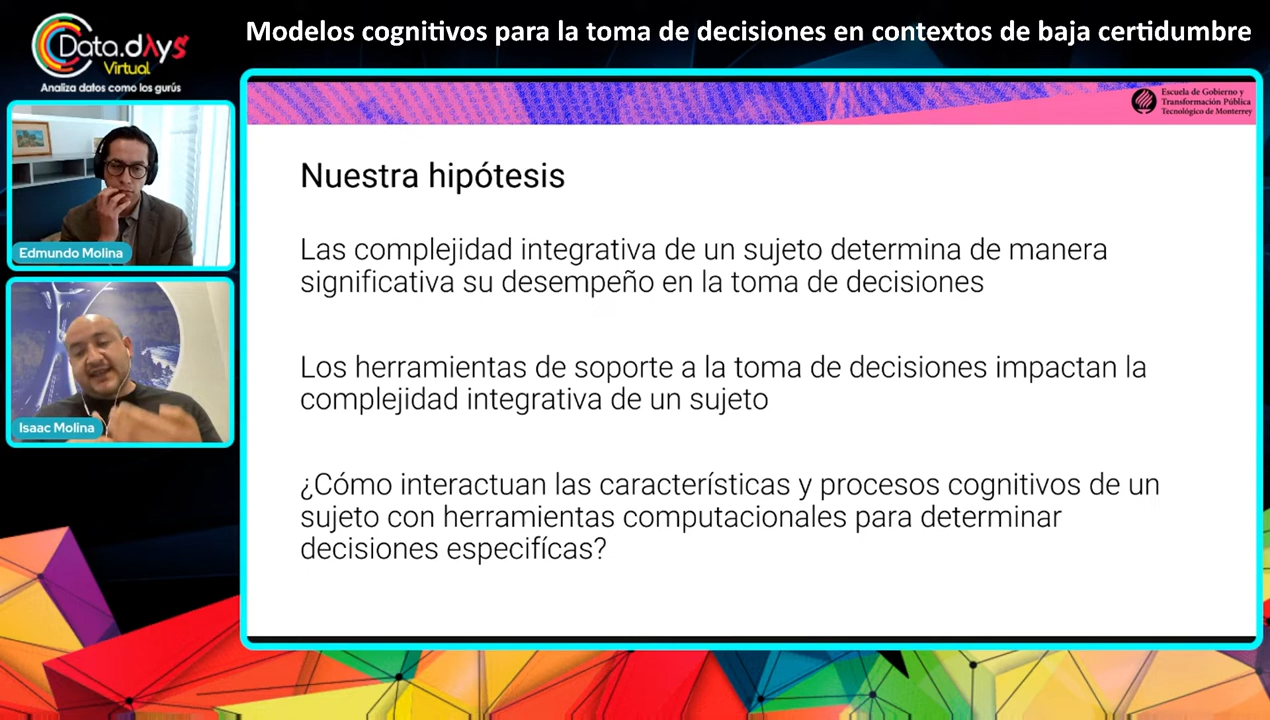 Modelos cognitivos para la toma de decisiones en contextos de baja certidumbre
Data.dλys
Virtual
Analiza datos como los gurús
Edmundo Molina
Isaac Molina
Escuela de Gobierno y
Transformación Pública
Tecnológico de Monterrey
Nuestra hipótesis
Las complejidad integrativa de un sujeto determina de manera
significativa su desempeño en la toma de decisiones
Los herramientas de soporte a la toma de decisiones impactan la
complejidad integrativa de un sujeto
¿Cómo interactuan las características y procesos cognitivos de un
sujeto con herramientas computacionales para determinar
decisiones especifícas?